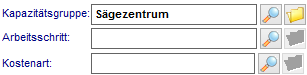 Kapazitätsgruppe: Sägezentrum
Arbeitsschritt:
Kostenart: